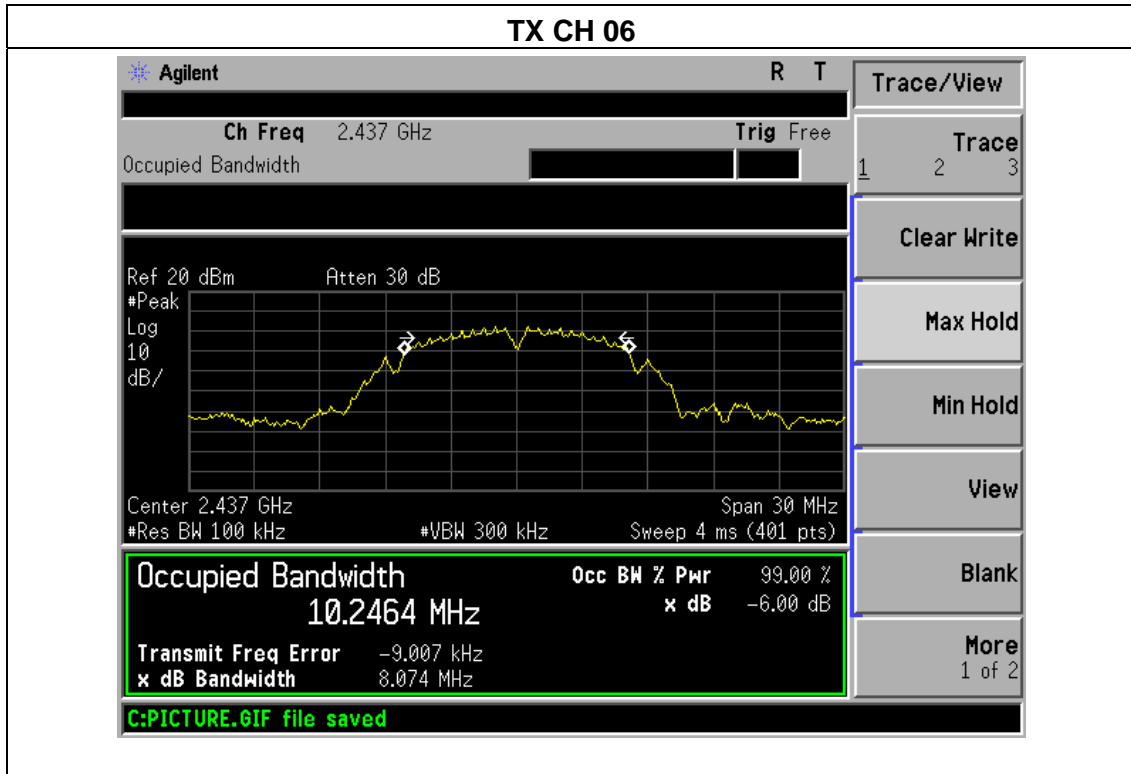 TX CH 06
Agilent R T
Trace/View
Ch Freq 2.437 GHz Trig Free
Occupied Bandwidth
Trace
1 2 3
Clear Write
Ref 20 dBm Atten 30 dB
#Peak
Log
10
dB/
Max Hold
Min Hold
View
Center 2.437 GHz Span 30 MHz
#Res BW 100 kHz #VBW 300 kHz Sweep 4 ms (401 pts)
Occupied Bandwidth Occ BW % Pwr 99.00 %
10.2464 MHz x dB -6.00 dB
Blank
Transmit Freq Error -9.007 kHz
x dB Bandwidth 8.074 MHz
More
1 of 2
C:PICTURE.GIF file saved